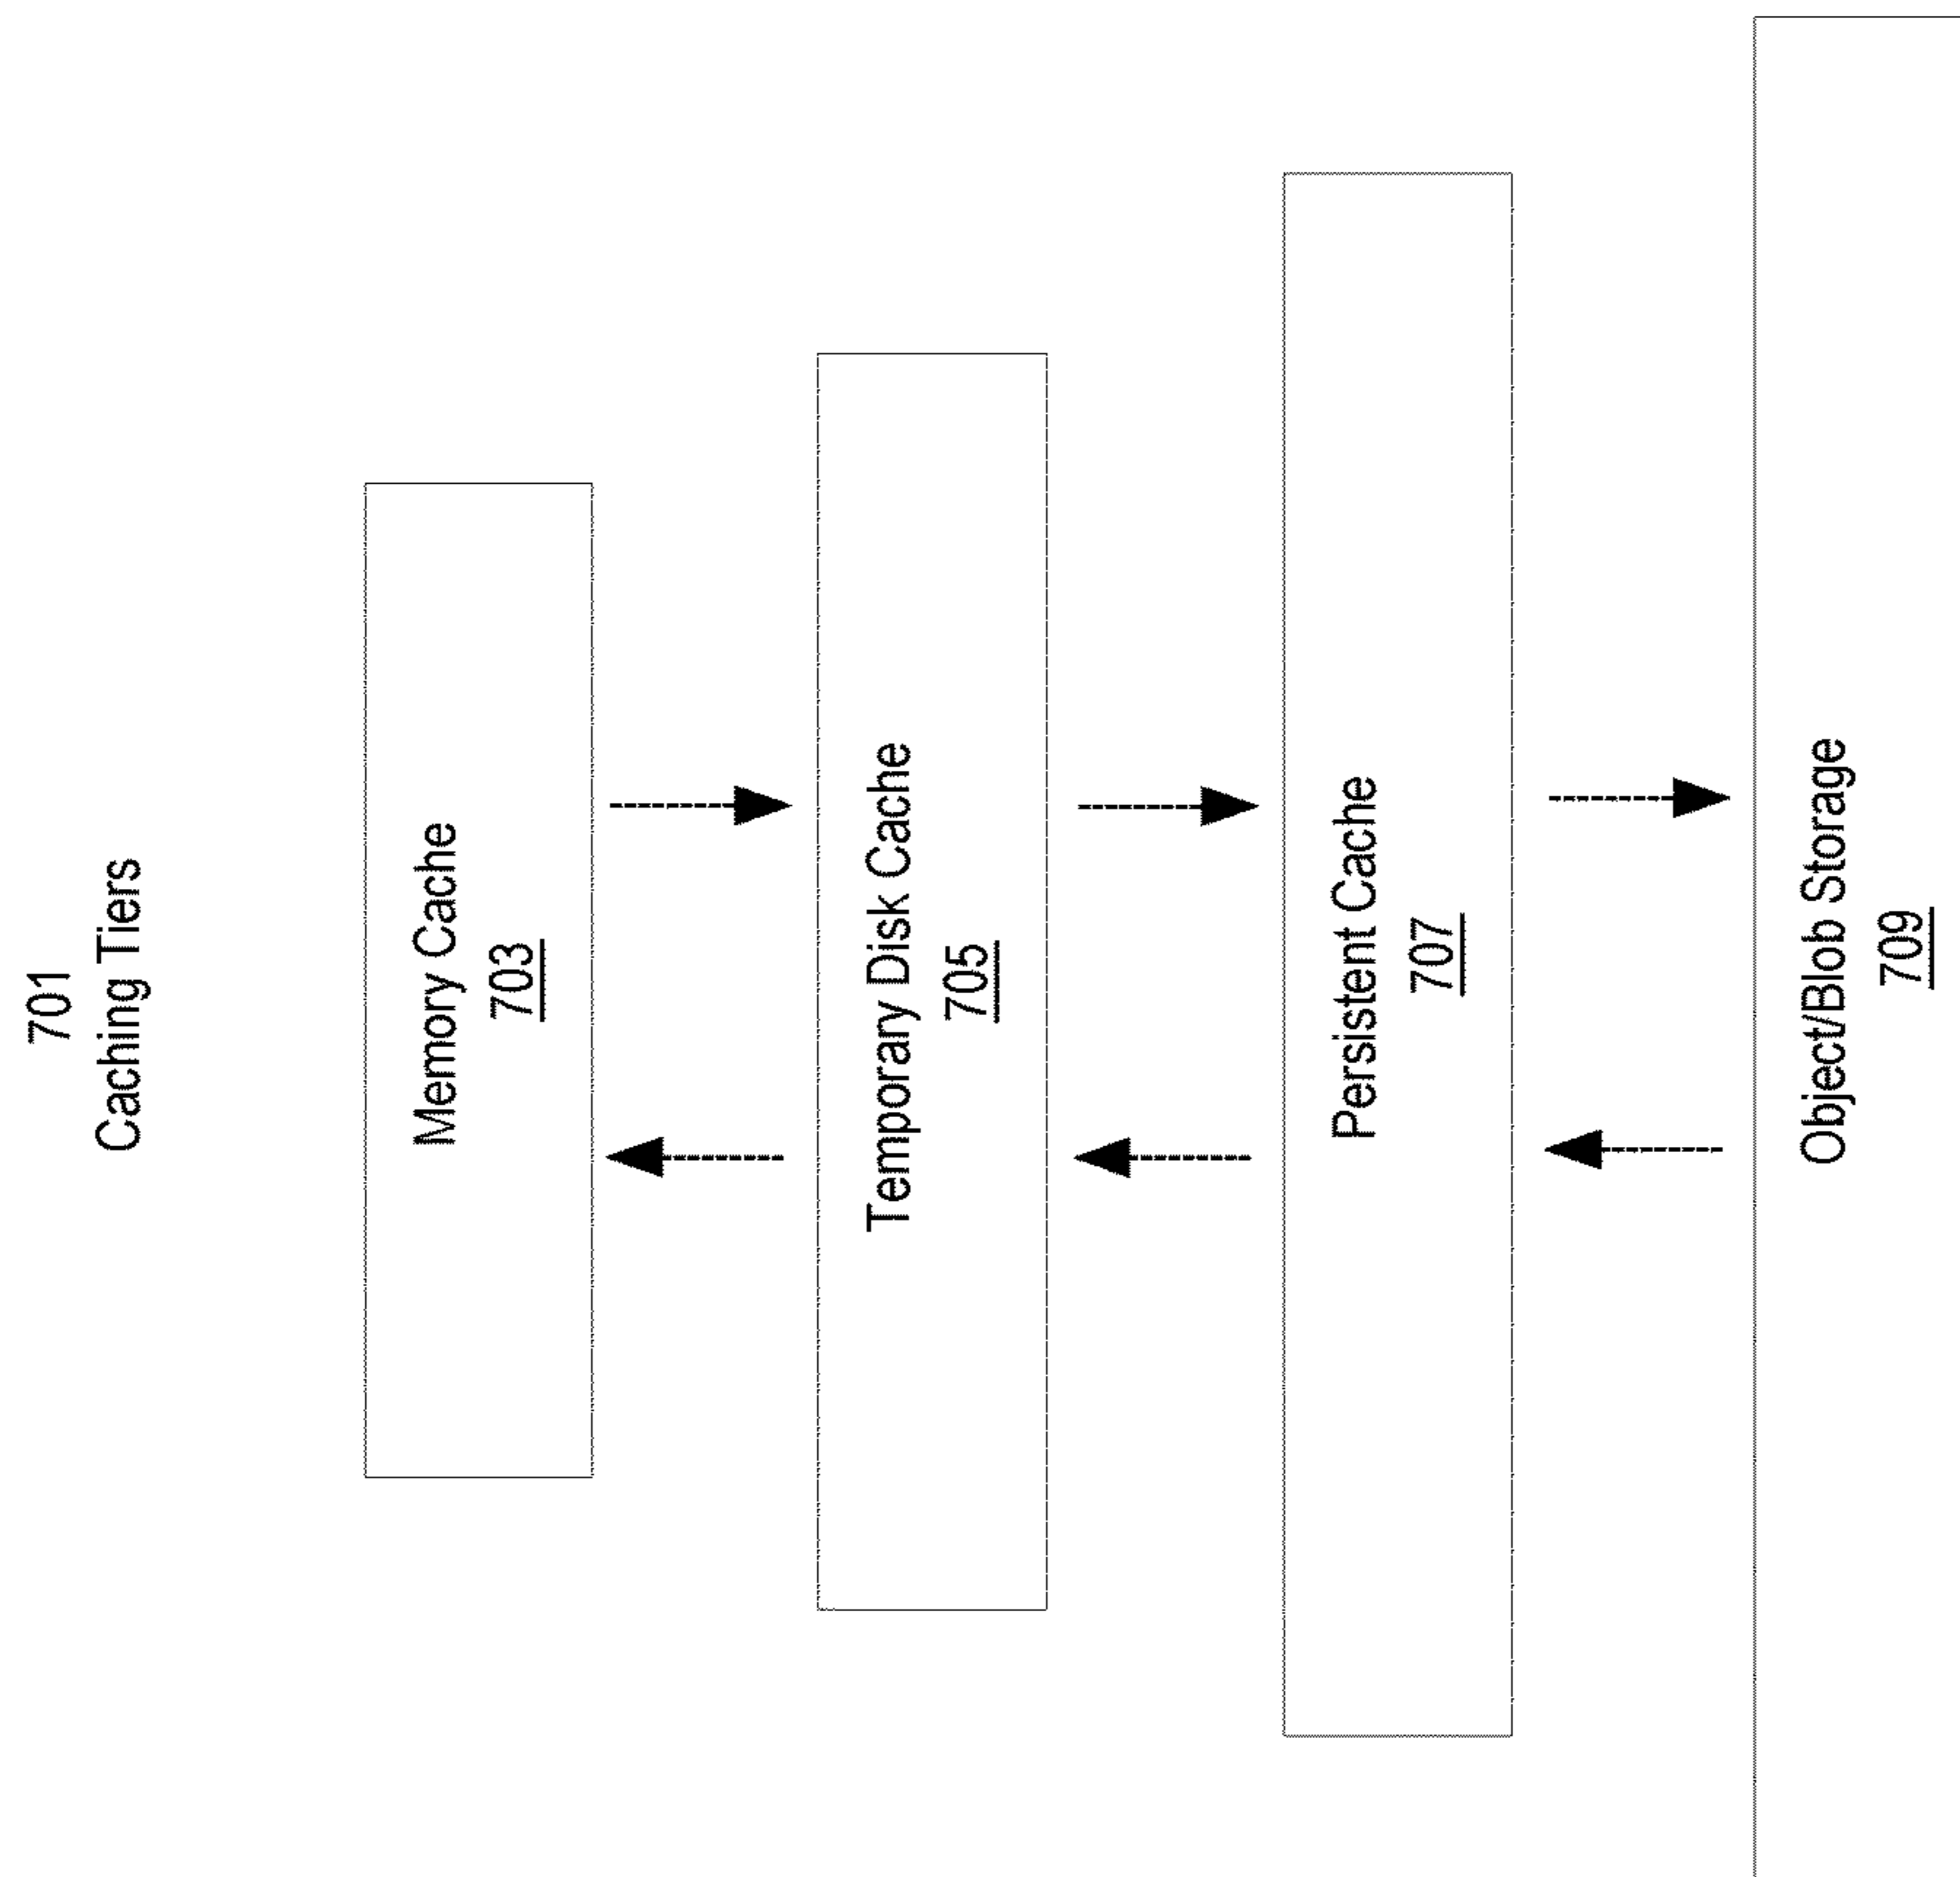 701
Caching Tiers
Memory Cache
703
Temporary Disk Cache
705
Persistent Cache
707
Object/Blob Storage
709